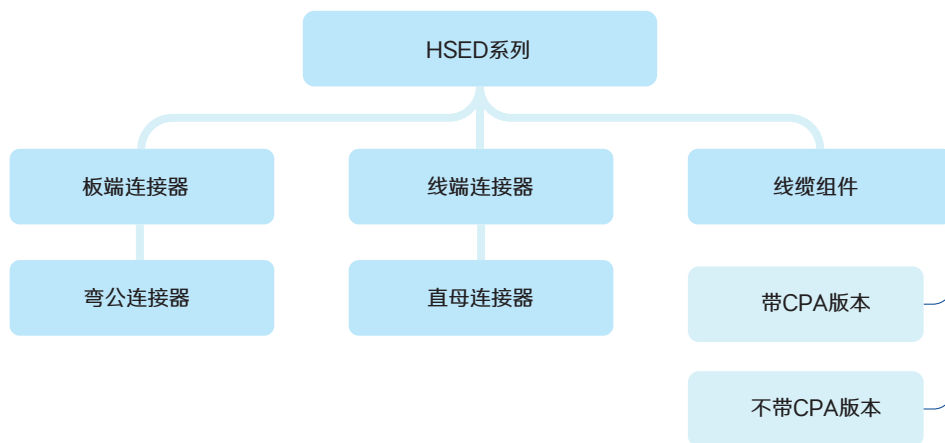 HSED系列
板端连接器
线端连接器
线缆组件
弯公连接器
直母连接器
带CPA版本
不带CPA版本